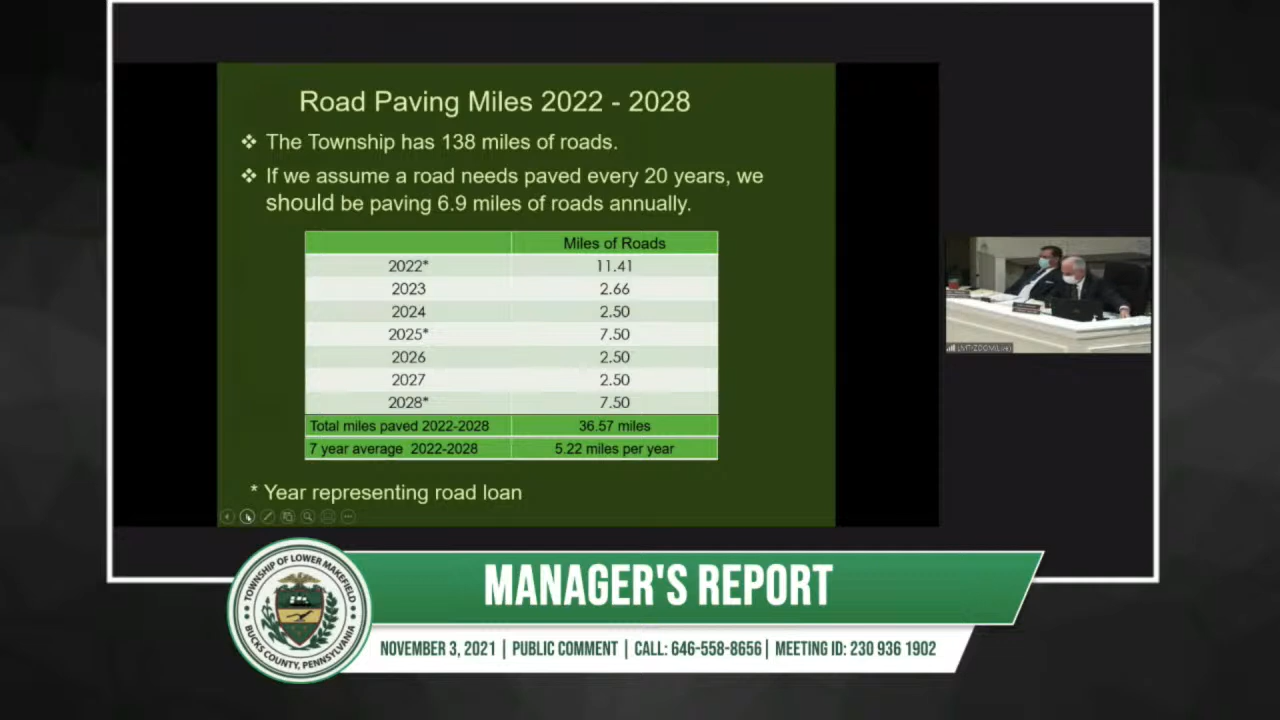 Road Paving Miles 2022 - 2028
❖ The Township has 138 miles of roads.
❖ If we assume a road needs paved every 20 years, we
should be paving 6.9 miles of roads annually.
Miles of Roads
2022* 11.41
2023 2.66
2024 2.50
2025* 7.50
2026 2.50
2027 2.50
2028* 7.50
Total miles paved 2022-2028 36.57 miles
7 year average 2022-2028 5.22 miles per year
* Year representing road loan
TOWNSHIP OF LOWER MAKEFIELD
BUCKS COUNTY, PENNSYLVANIA
MANAGER'S REPORT
NOVEMBER 3, 2021 | PUBLIC COMMENT | CALL: 646-558-8656 | MEETING ID: 230 936 1902